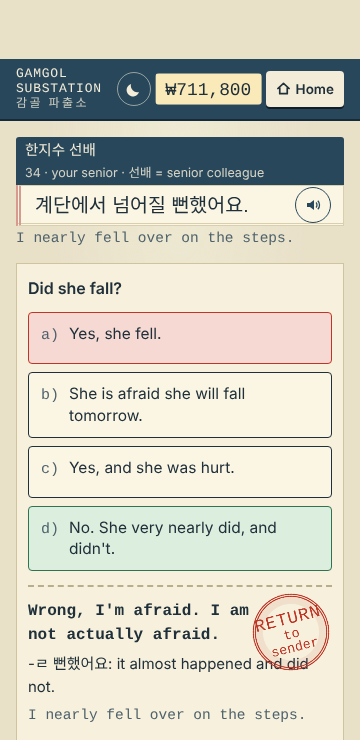 GAMGOL
SUBSTATION
감골 파출소
₩711,800
Home
한지수 선배
34 · your senior · 선배 = senior colleague
계단에서 넘어질 뻔했어요.
I nearly fell over on the steps.
Did she fall?
a) Yes, she fell.
b) She is afraid she will fall
tomorrow.
c) Yes, and she was hurt.
d) No. She very nearly did, and
didn't.
Wrong, I'm afraid. I am
not actually afraid.
RETURN
to
sender
-ㄹ 뻔했어요: it almost happened and did
not.
I nearly fell over on the steps.